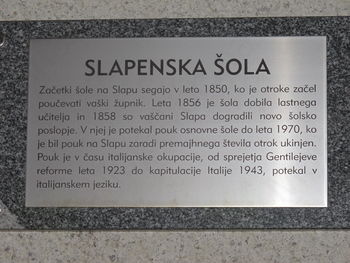 SLAPENSKA ŠOLA
Začetki šole na Slapu segajo v leto 1850, ko je otroke začel
poučevati vaški župnik. Leta 1856 je šola dobila lastnega
učitelja in 1858 so vaščani Slapa dogradili novo šolsko
poslopje. V njej je potekal pouk osnovne šole do leta 1970, ko
je bil pouk na Slapu zaradi premajhnega števila otrok ukinjen.
Pouk je v času italijanske okupacije, od sprejetja Gentilejeve
reforme leta 1923 do kapitulacije Italije 1943, potekal v
italijanskem jeziku.